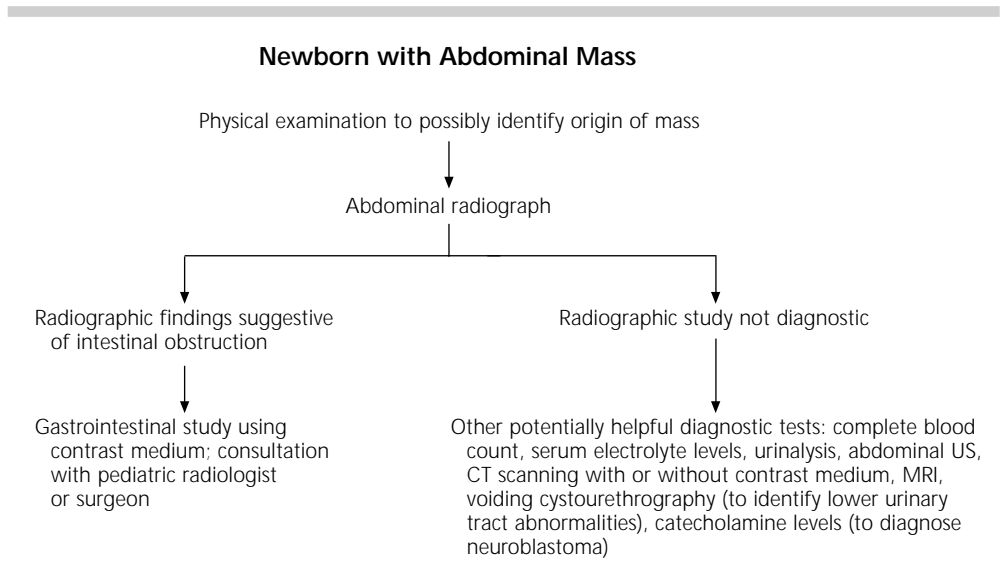 Newborn with Abdominal Mass
Physical examination to possibly identify origin of mass
Abdominal radiograph
Radiographic findings suggestive
of intestinal obstruction
Radiographic study not diagnostic
Gastrointestinal study using
contrast medium; consultation
with pediatric radiologist
or surgeon
Other potentially helpful diagnostic tests: complete blood
count, serum electrolyte levels, urinalysis, abdominal US,
CT scanning with or without contrast medium, MRI,
voiding cystourethrography (to identify lower urinary
tract abnormalities), catecholamine levels (to diagnose
neuroblastoma)